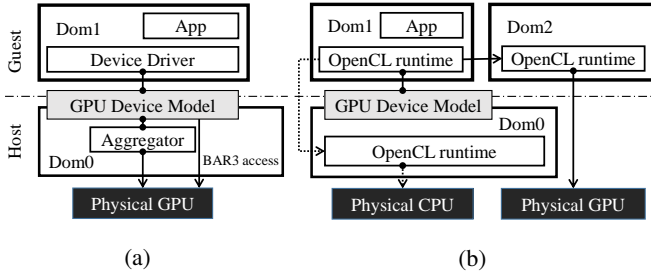 Guest
Host
Dom1
App
Device Driver
GPU Device Model
Aggregator
Dom0
BAR3 access
Physical GPU
(a)
Dom1
App
OpenCL runtime
Dom2
OpenCL runtime
GPU Device Model
Dom0
OpenCL runtime
Physical CPU
Physical GPU
(b)